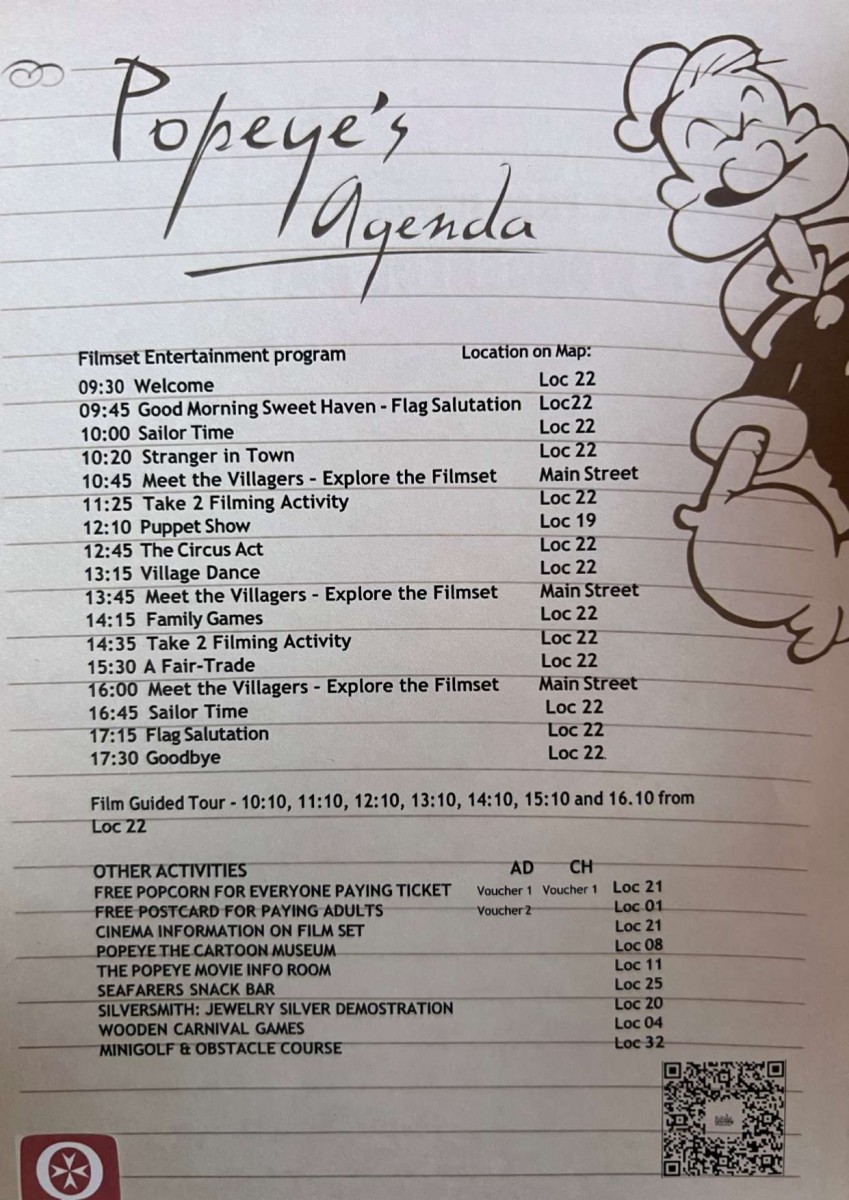 Popeye's
Agenda
Filmset Entertainment program Location on Map:
09:30 Welcome Loc 22
09:45 Good Morning Sweet Haven - Flag Salutation Loc22
10:00 Sailor Time Loc 22
10:20 Stranger in Town Loc 22
10:45 Meet the Villagers - Explore the Filmset Main Street
11:25 Take 2 Filming Activity Loc 22
12:10 Puppet Show Loc 19
12:45 The Circus Act Loc 22
13:15 Village Dance Loc 22
13:45 Meet the Villagers - Explore the Filmset Main Street
14:15 Family Games Loc 22
14:35 Take 2 Filming Activity Loc 22
15:30 A Fair-Trade Loc 22
16:00 Meet the Villagers - Explore the Filmset Main Street
16:45 Sailor Time Loc 22
17:15 Flag Salutation Loc 22
17:30 Goodbye Loc 22
Film Guided Tour - 10:10, 11:10, 12:10, 13:10, 14:10, 15:10 and 16.10 from
Loc 22
OTHER ACTIVITIES AD CH
FREE POPCORN FOR EVERYONE PAYING TICKET Voucher 1 Voucher 1 Loc 21
FREE POSTCARD FOR PAYING ADULTS Voucher 2 Loc 01
CINEMA INFORMATION ON FILM SET Loc 21
POPEYE THE CARTOON MUSEUM Loc 08
THE POPEYE MOVIE INFO ROOM Loc 11
SEAFARERS SNACK BAR Loc 25
SILVERSMITH: JEWELRY SILVER DEMOSTRATION Loc 20
WOODEN CARNIVAL GAMES Loc 04
MINIGOLF & OBSTACLE COURSE Loc 32